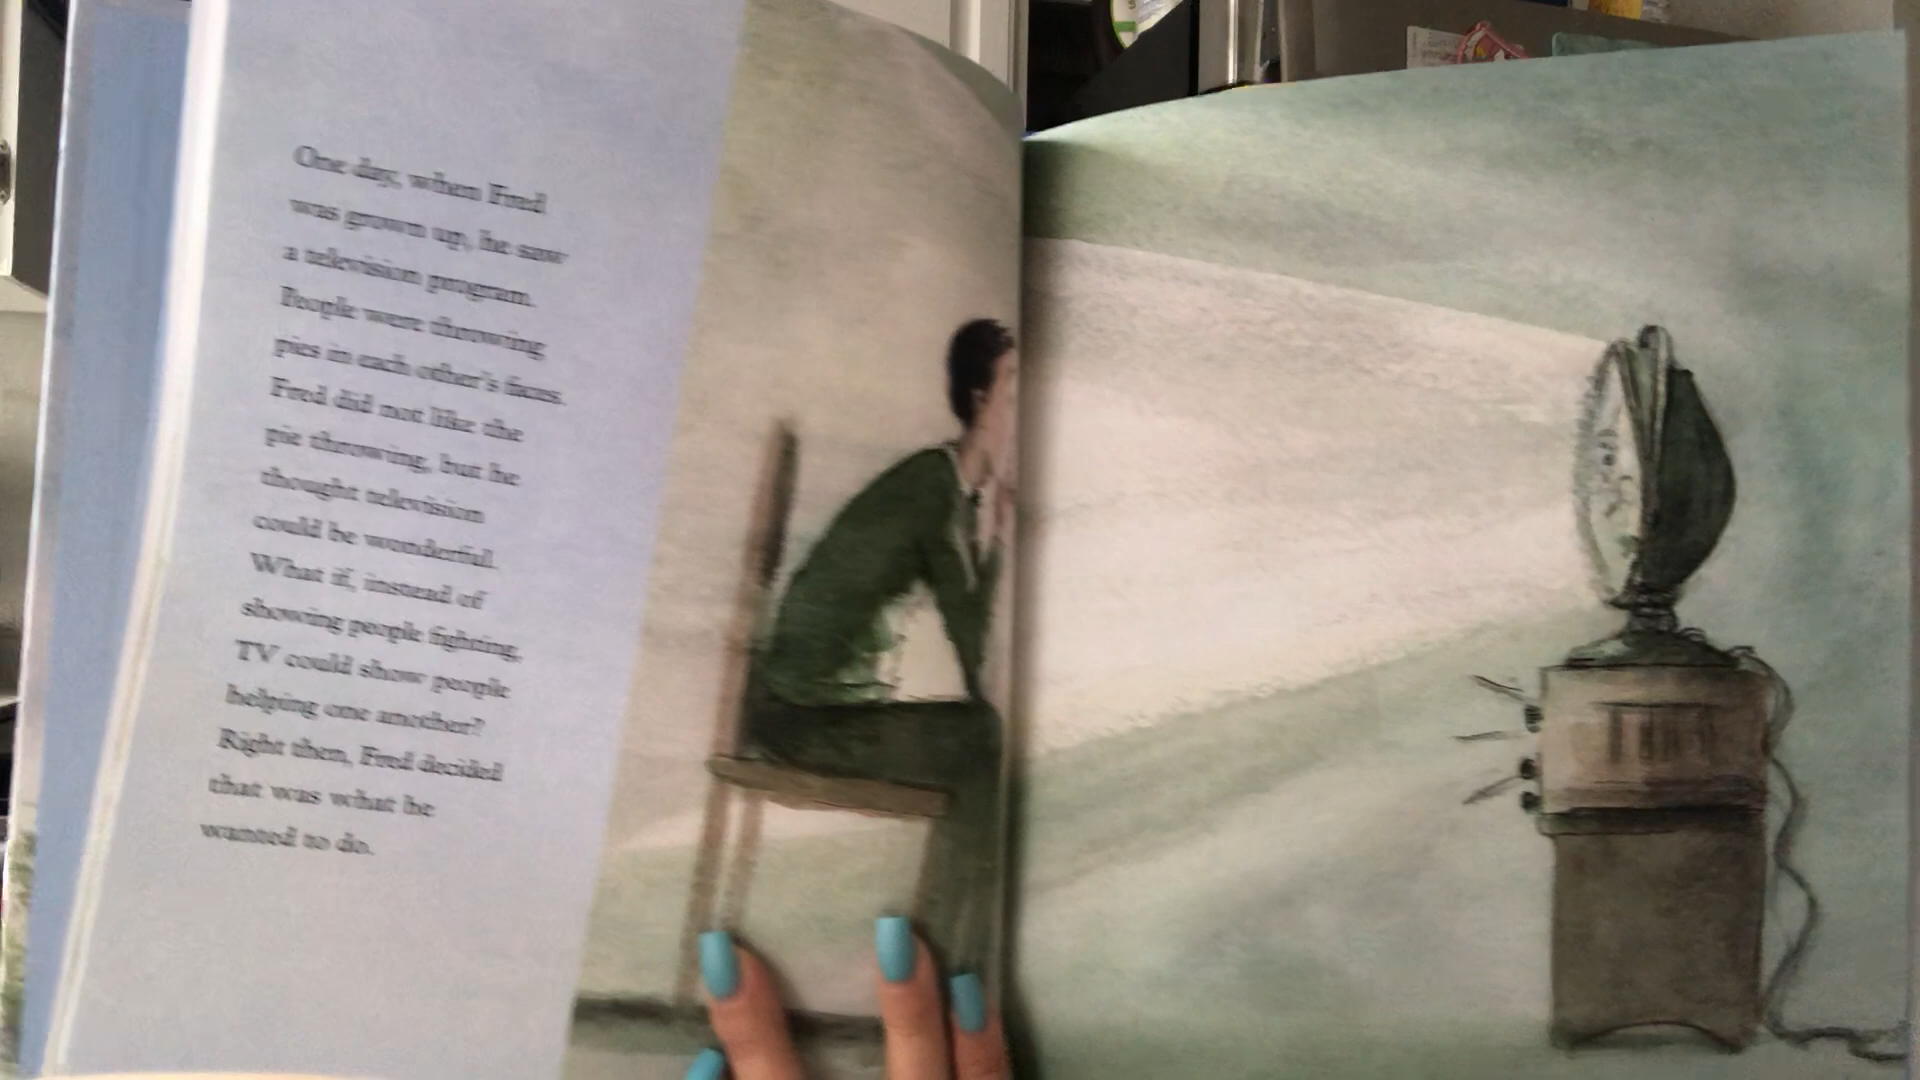 One day, when Fred
was grown up, he saw
a television program.
People were throwing
pies in each other's faces.
Fred did not like the
pie throwing, but he
thought television
could be wonderful.
What if, instead of
showing people fighting,
TV could show people
helping one another?
Right then, Fred decided
that was what he
wanted to do.